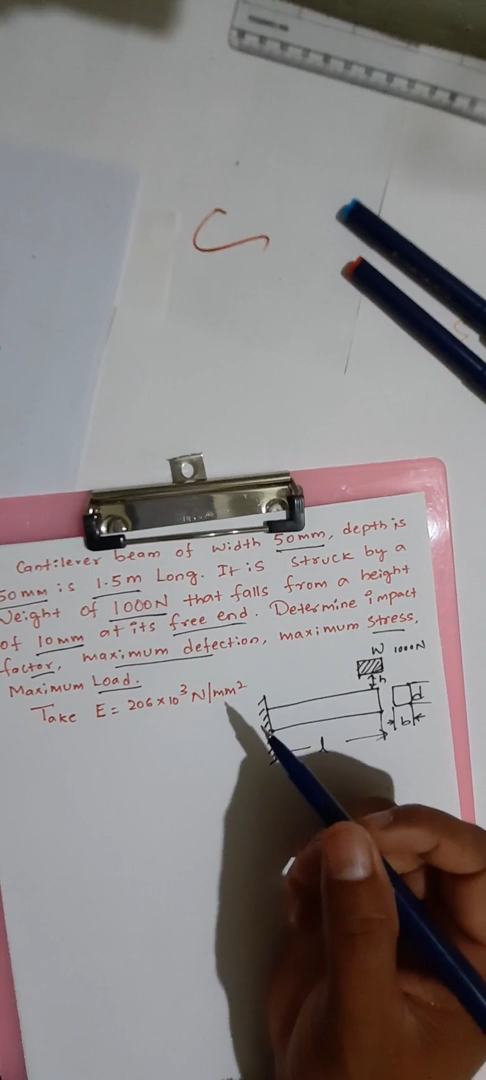 Cantilever beam of width 50mm, depth is
50mm is 1.5m Long. It is struck by a
Weight of 1000N that falls from a height
of 10mm at its free end. Determine impact
factor, maximum defection, maximum stress,
Maximum Load.
Take E = 206×10³ N/mm²
W 1000N
h
d
b
l